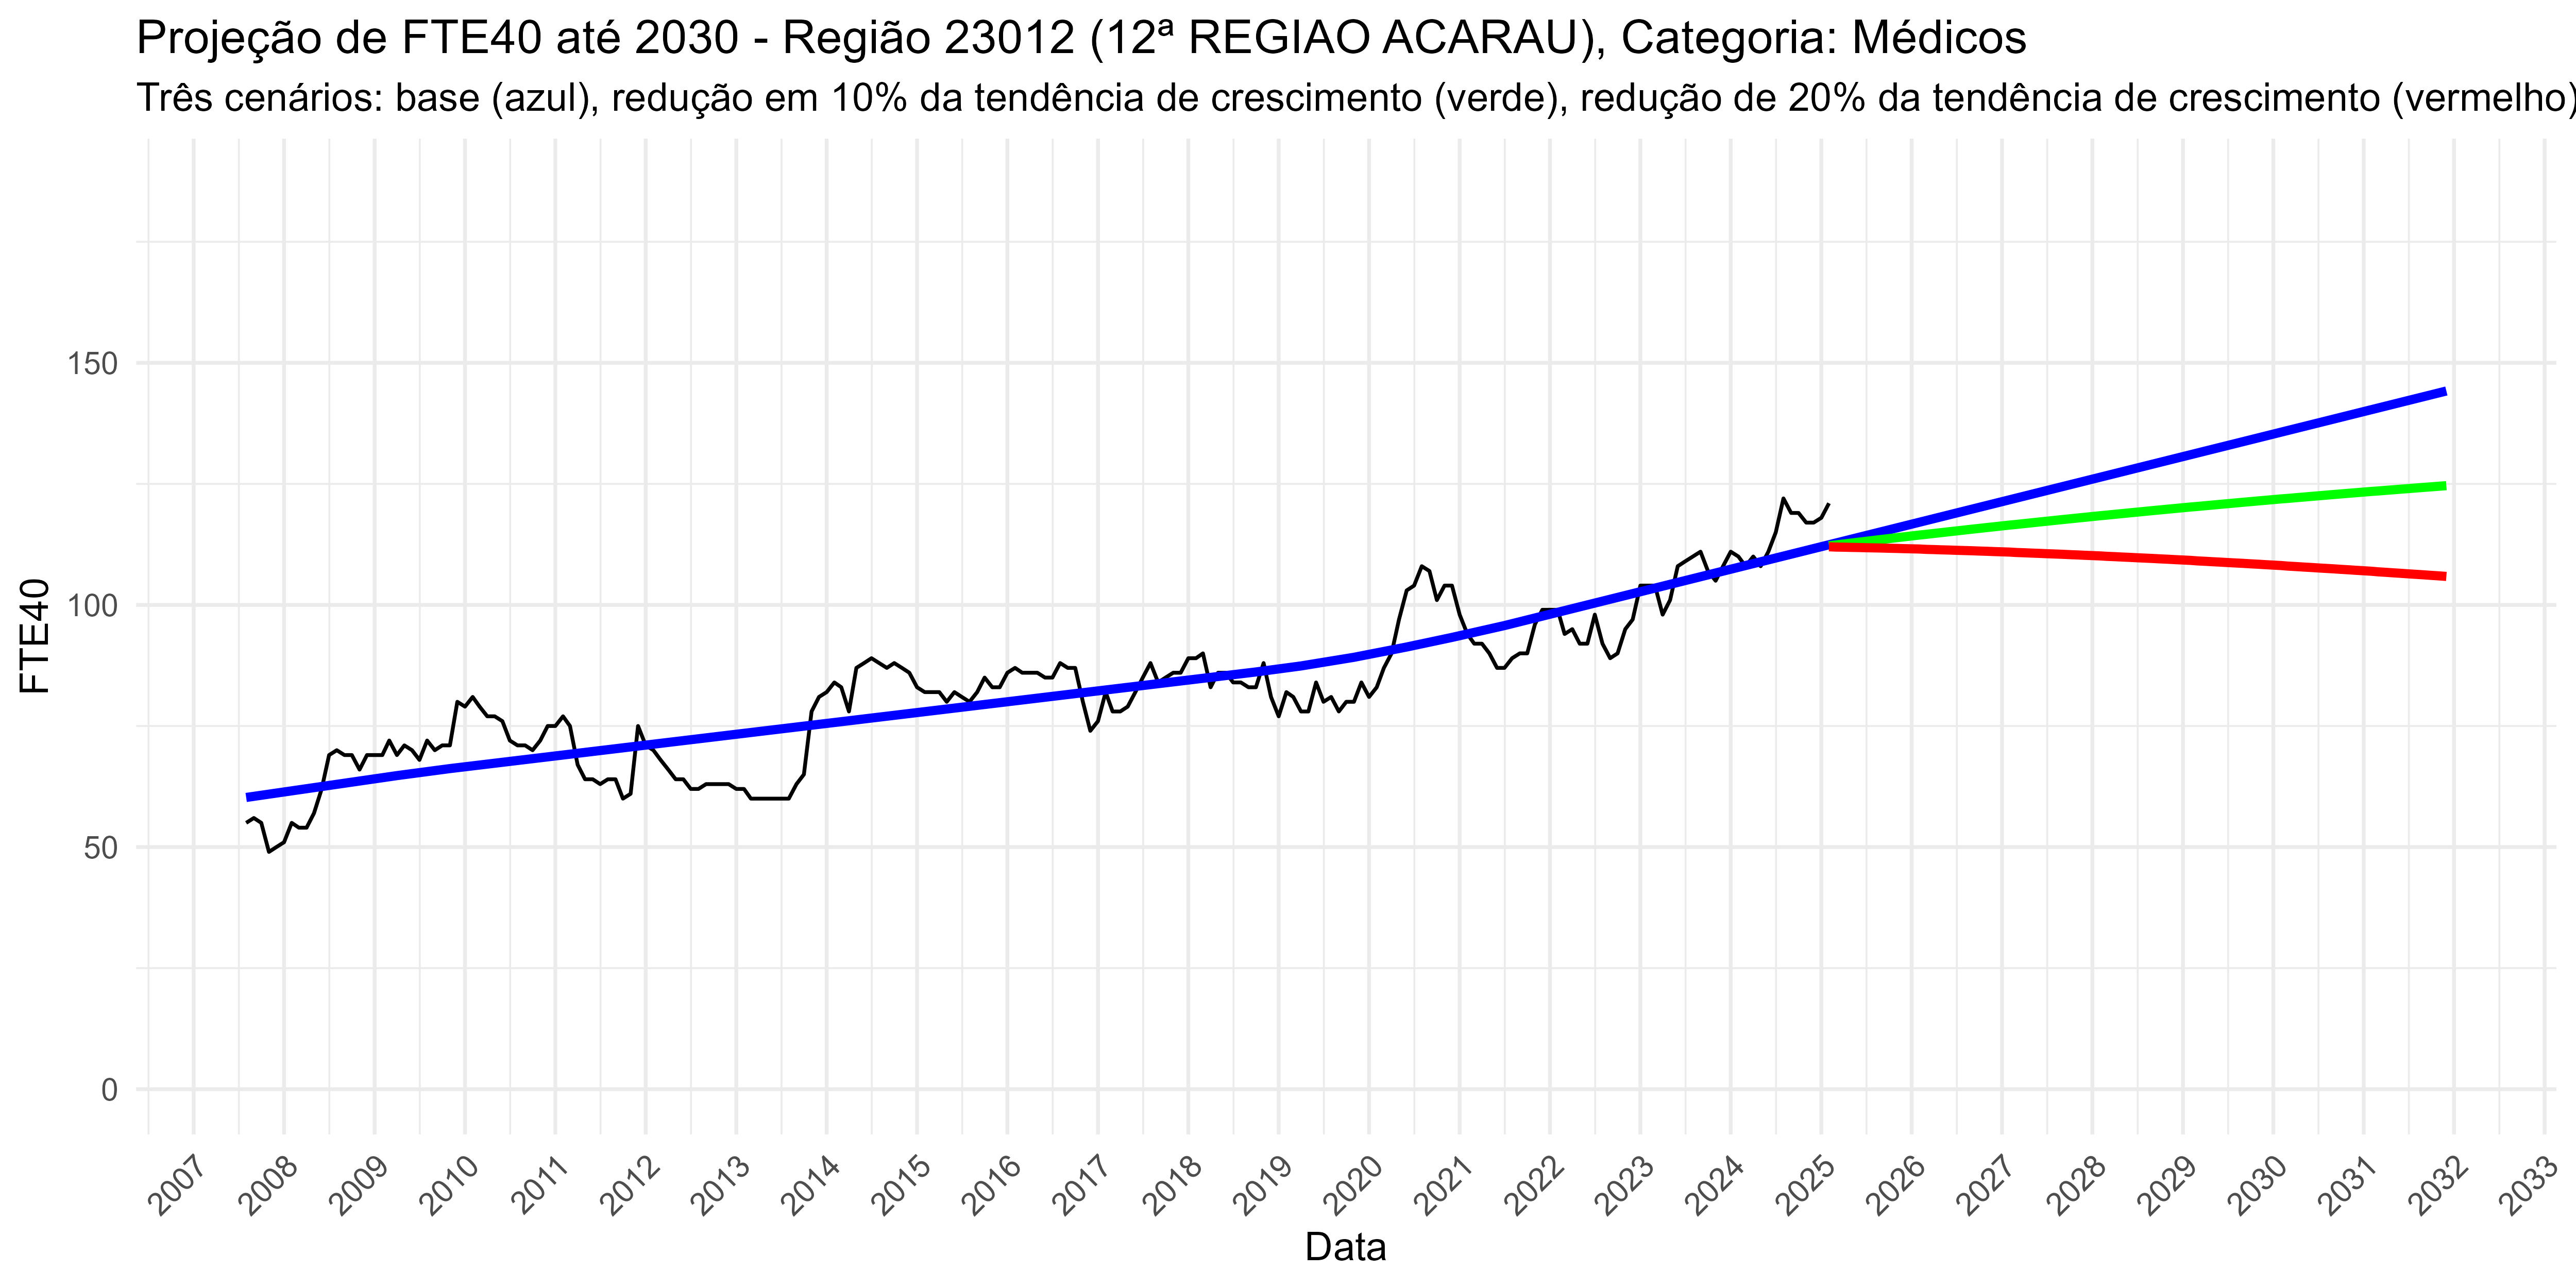 Projeção de FTE40 até 2030 - Região 23012 (12ª REGIAO ACARAU), Categoria: Médicos
Três cenários: base (azul), redução em 10% da tendência de crescimento (verde), redução de 20% da tendência de crescimento (vermelho)
FTE40
150
100
50
0
2007 2008 2009 2010 2011 2012 2013 2014 2015 2016 2017 2018 2019 2020 2021 2022 2023 2024 2025 2026 2027 2028 2029 2030 2031 2032 2033
Data